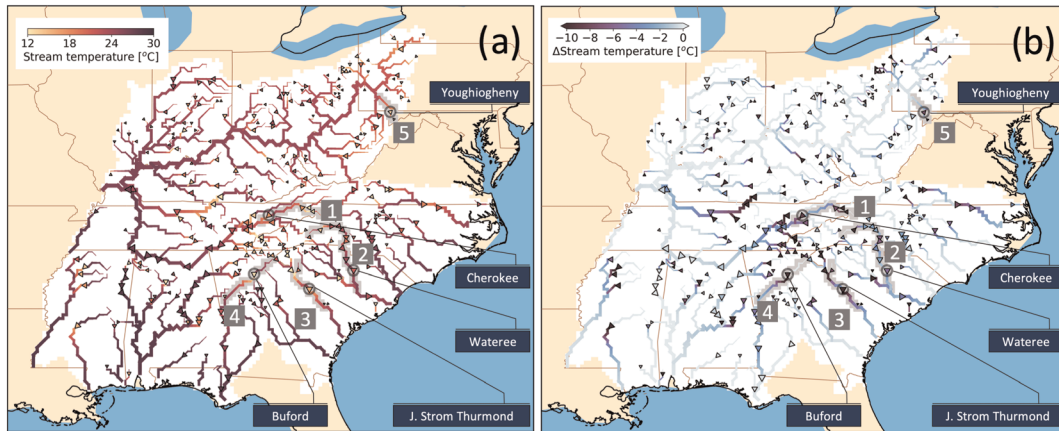 (a)
12 18 24 30
Stream temperature [°C]
Youghiogheny
5
1
2
Cherokee
4
3
Wateree
Buford
J. Strom Thurmond
(b)
−10 −8 −6 −4 −2 0
ΔStream temperature [°C]
Youghiogheny
5
1
2
Cherokee
4
3
Wateree
Buford
J. Strom Thurmond